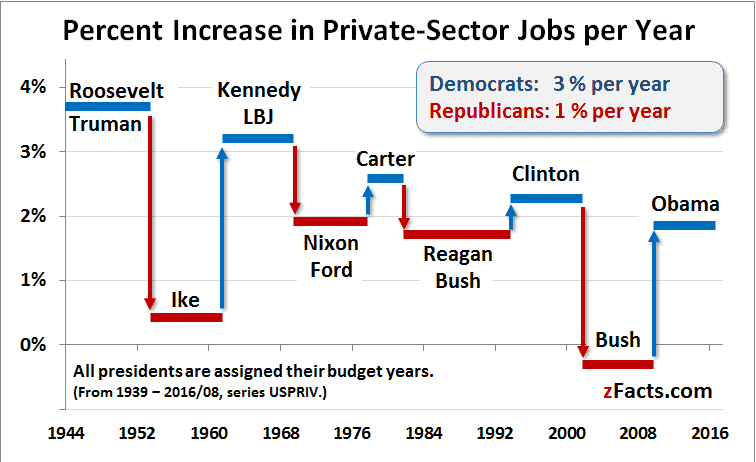 Percent Increase in Private-Sector Jobs per Year
4%
3%
2%
1%
0%
Democrats: 3 % per year
Republicans: 1 % per year
Roosevelt
Truman
Ike
Kennedy
LBJ
Nixon
Ford
Carter
Reagan
Bush
Clinton
Bush
Obama
All presidents are assigned their budget years.
(From 1939 – 2016/08, series USPRIV.)
zFacts.com
1944 1952 1960 1968 1976 1984 1992 2000 2008 2016